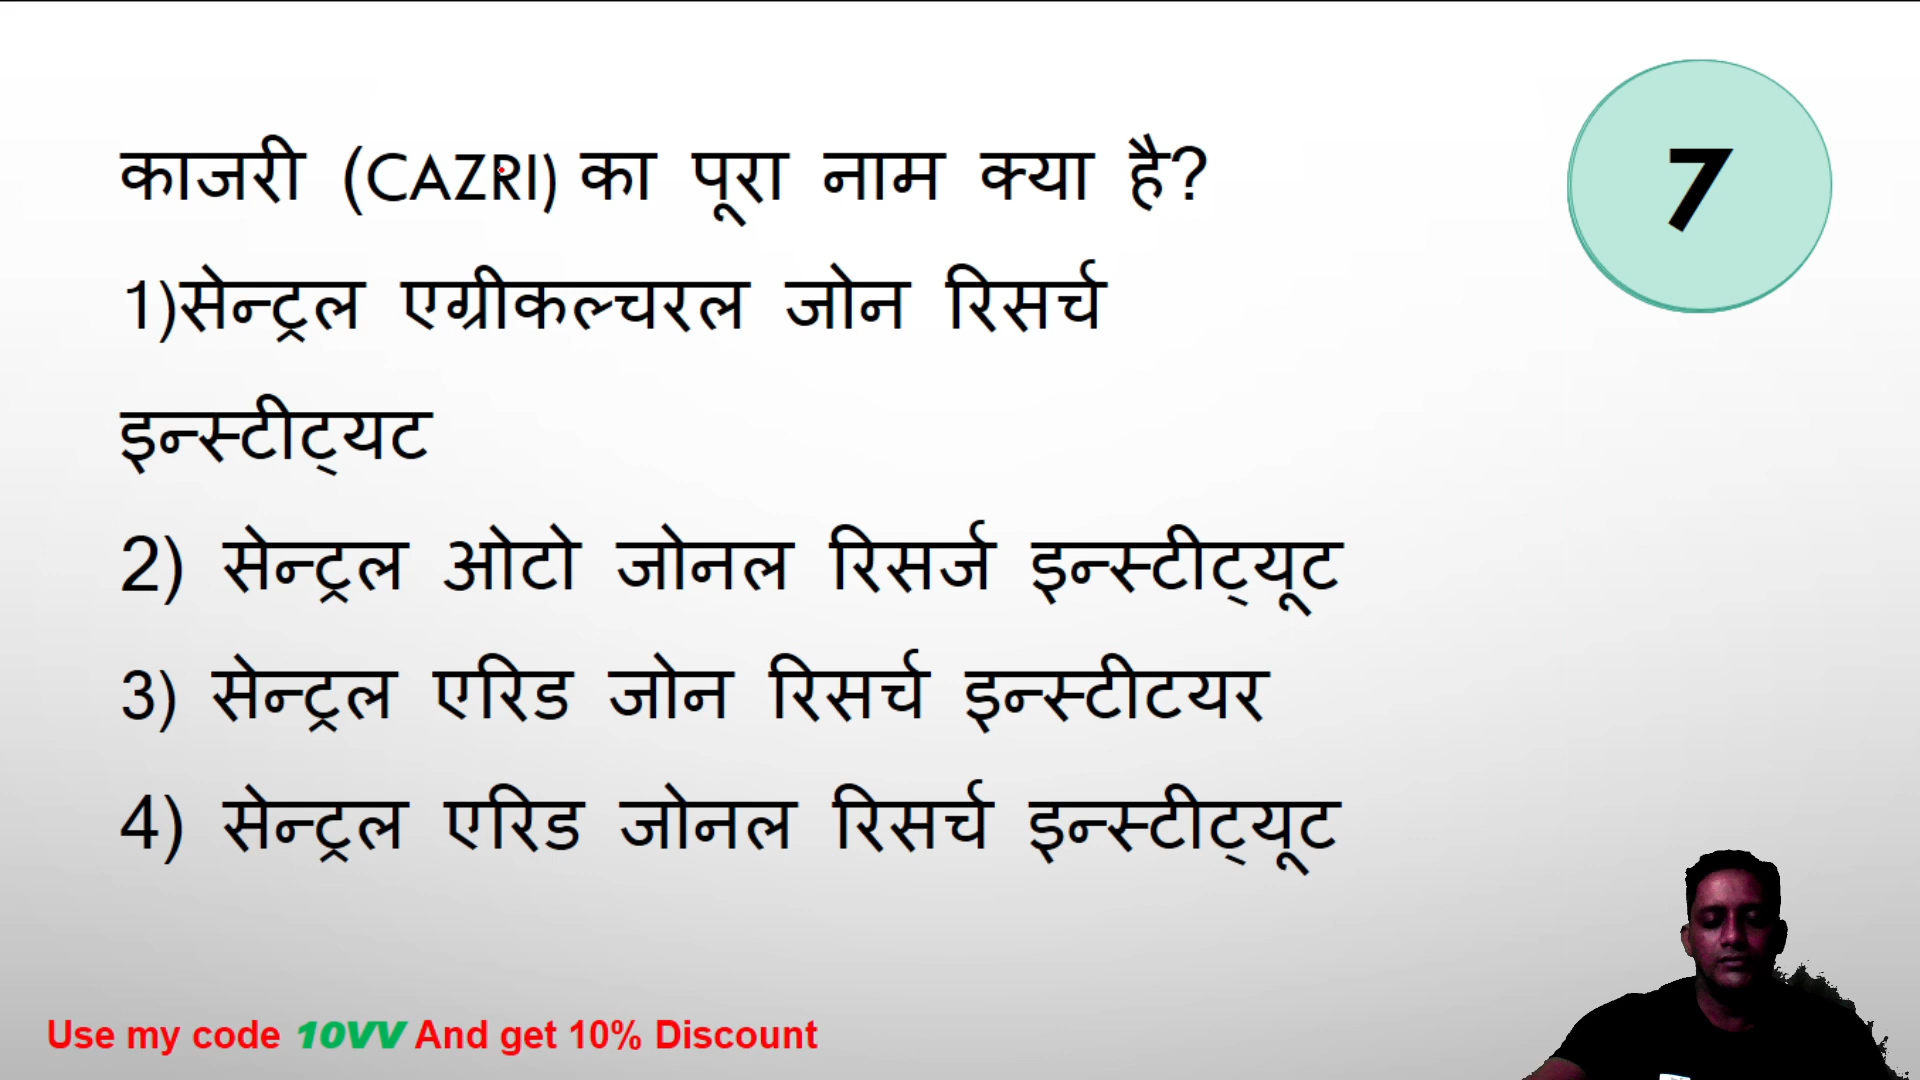 काजरी (CAZRI) का पूरा नाम क्या है?
7
1)सेन्ट्रल एग्रीकल्चरल जोन रिसर्च
इन्स्टीट्यट
2) सेन्ट्रल ओटो जोनल रिसर्ज इन्स्टीट्यूट
3) सेन्ट्रल एरिड जोन रिसर्च इन्स्टीटयर
4) सेन्ट्रल एरिड जोनल रिसर्च इन्स्टीट्यूट
Use my code 10VV And get 10% Discount